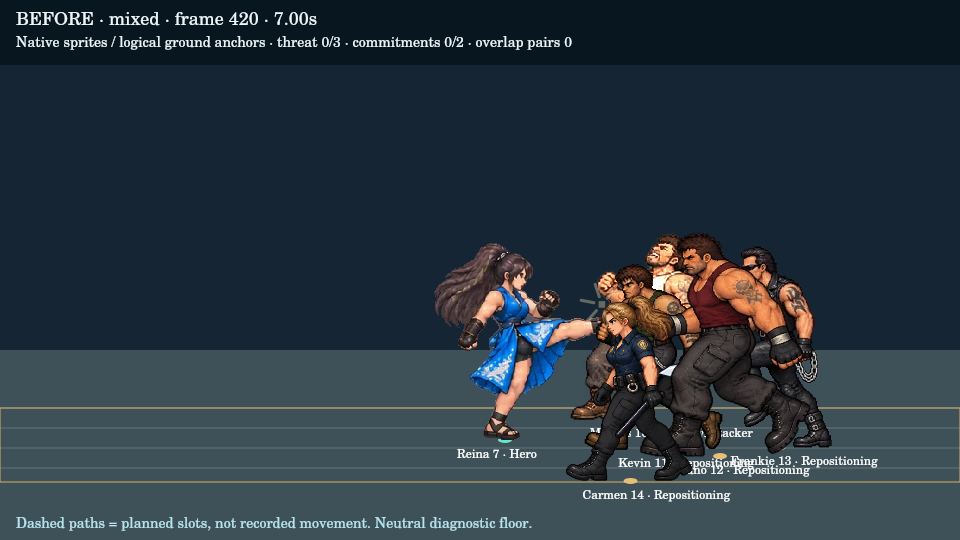 BEFORE · mixed · frame 420 · 7.00s
Native sprites / logical ground anchors · threat 0/3 · commitments 0/2 · overlap pairs 0
Reina 7 · Hero
Kevin 11
Frankie 13 · Repositioning
12 · Repositioning
Carmen 14 · Repositioning
Dashed paths = planned slots, not recorded movement. Neutral diagnostic floor.